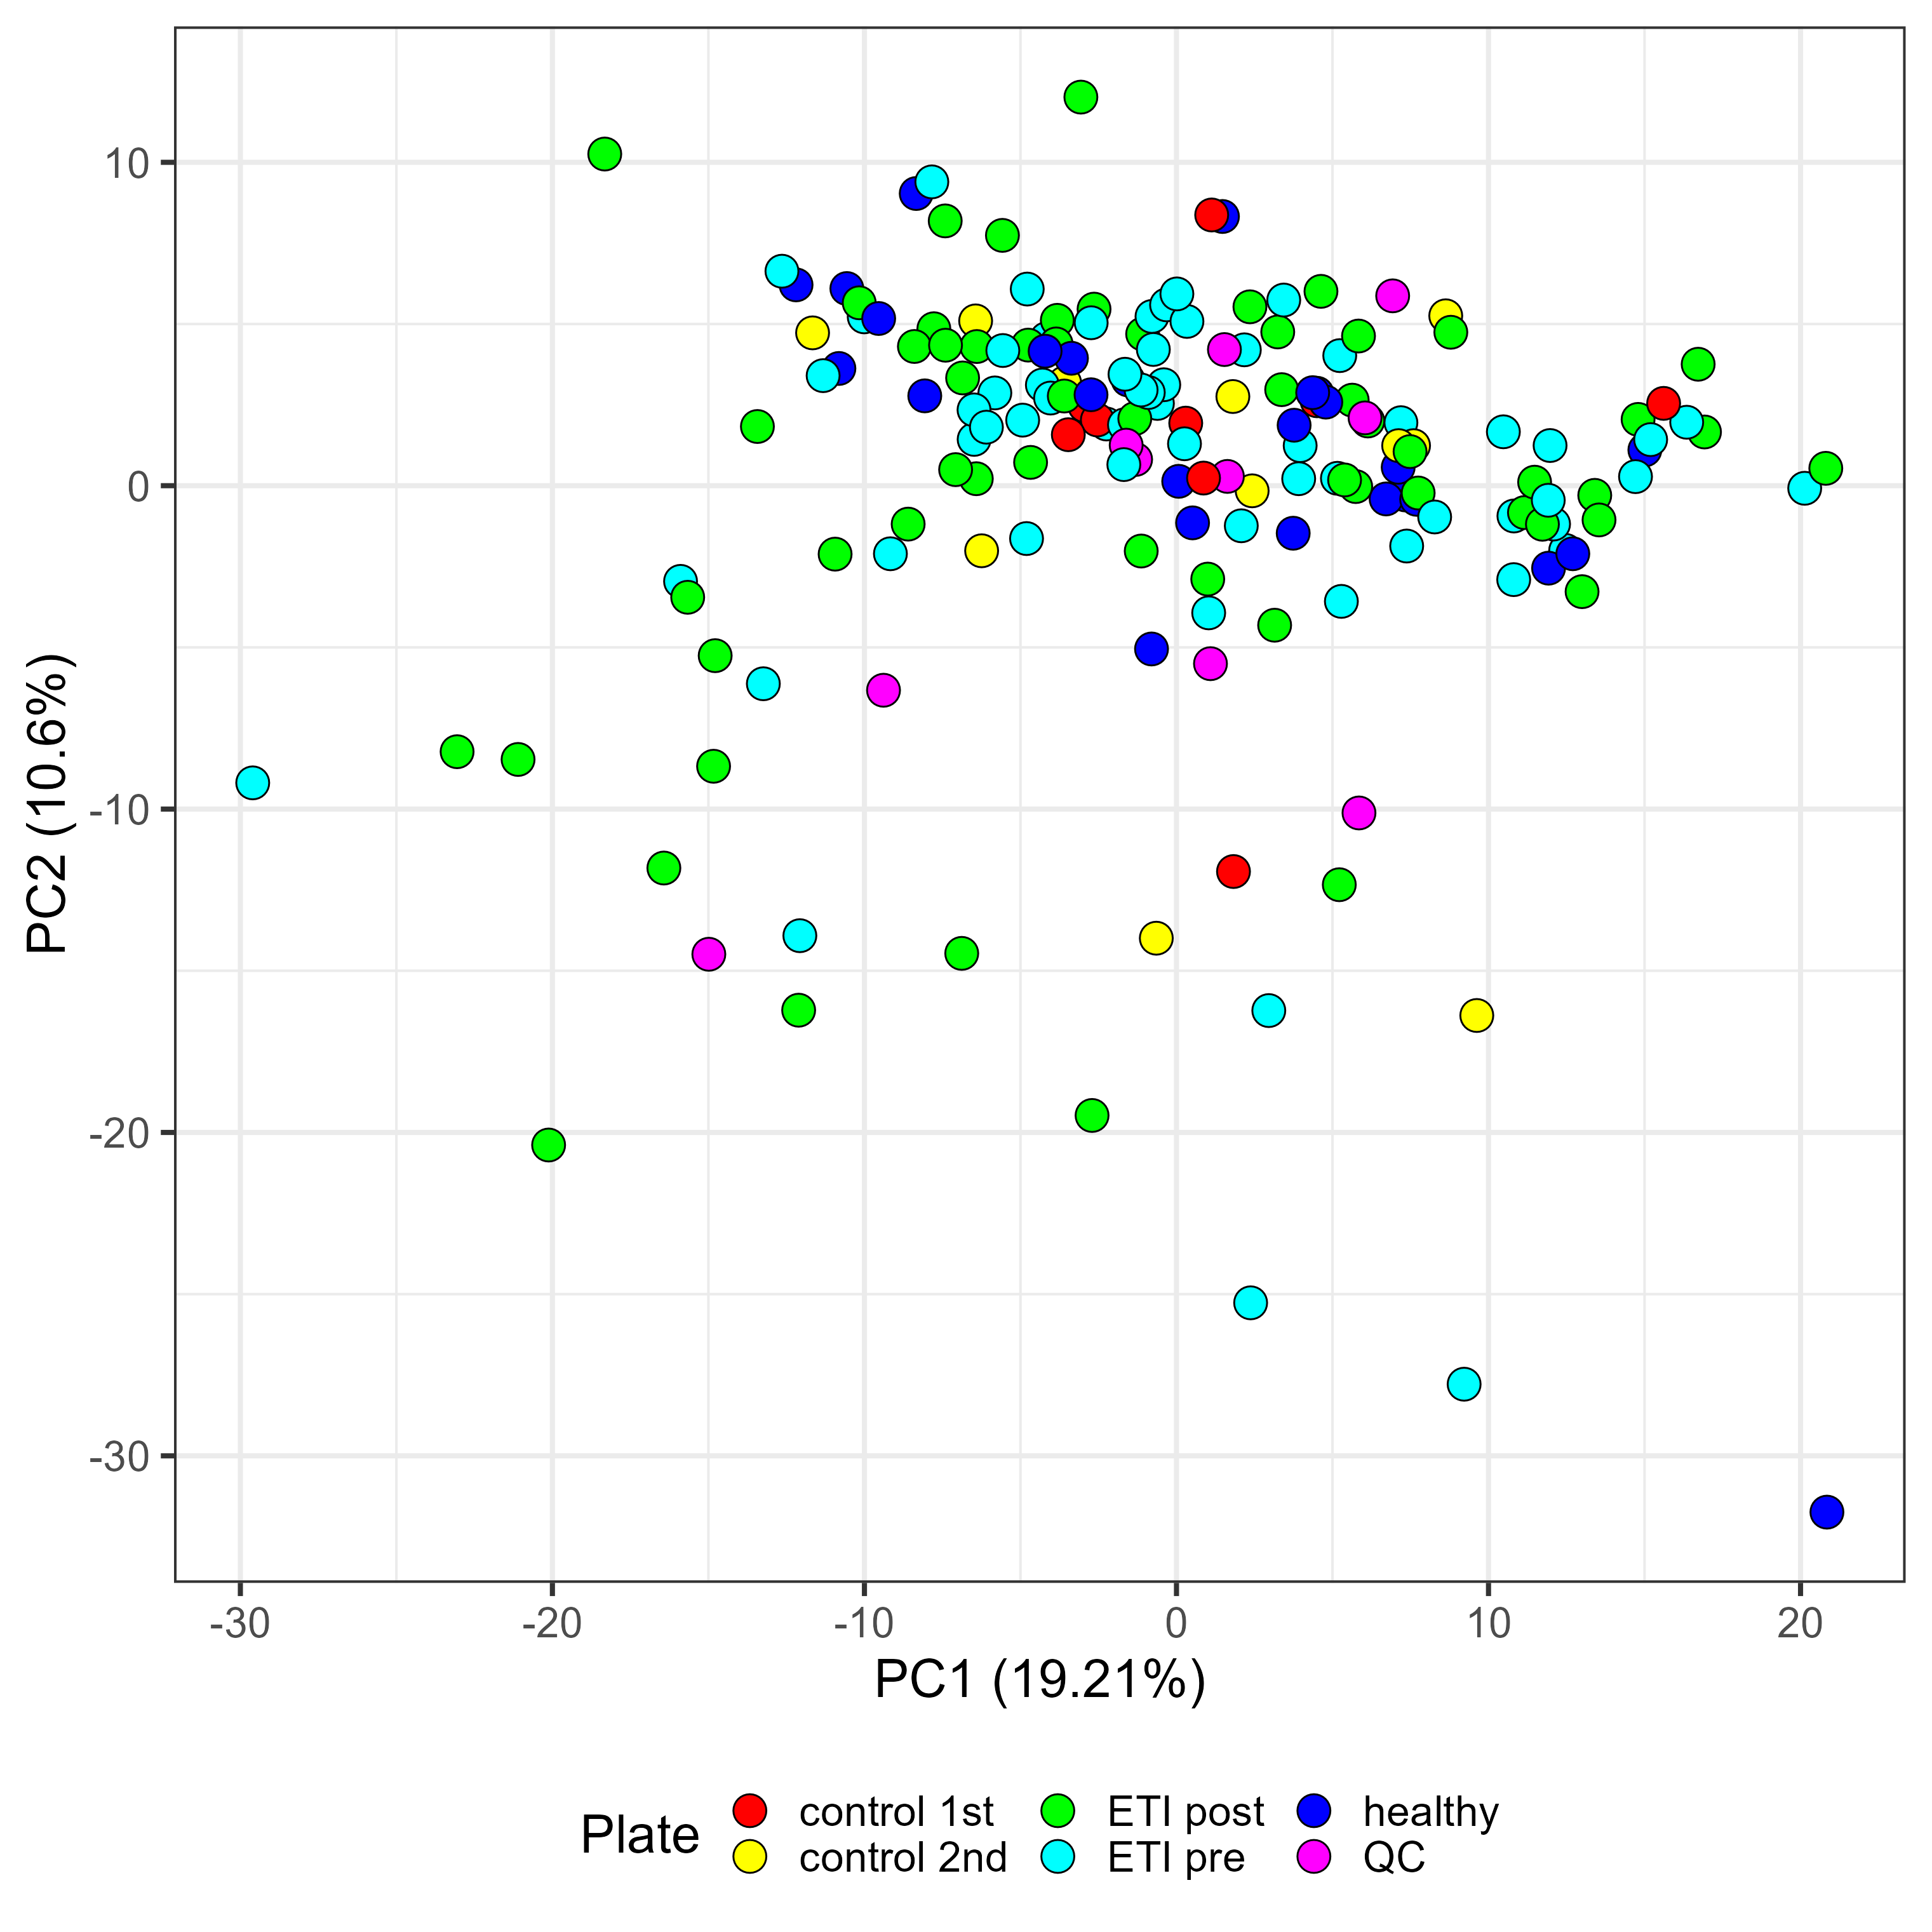 10
0
-10
-20
-30
PC2 (10.6%)
-30 -20 -10 0 10 20
PC1 (19.21%)
Plate
control 1st ETI post healthy
control 2nd ETI pre QC